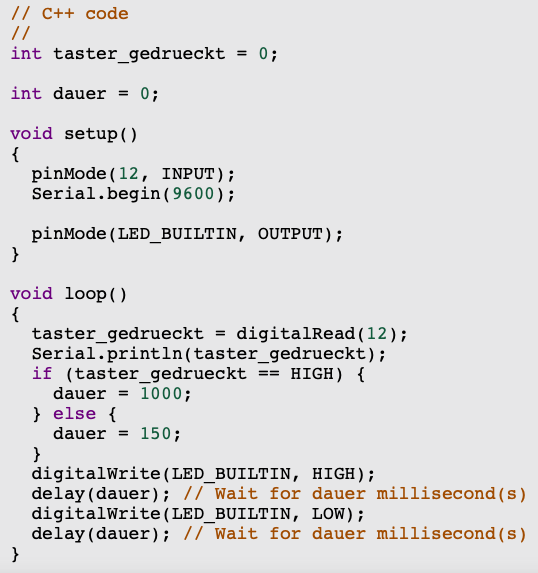 // C++ code
//
int taster_gedrueckt = 0;

int dauer = 0;

void setup()
{
  pinMode(12, INPUT);
  Serial.begin(9600);

  pinMode(LED_BUILTIN, OUTPUT);
}

void loop()
{
  taster_gedrueckt = digitalRead(12);
  Serial.println(taster_gedrueckt);
  if (taster_gedrueckt == HIGH) {
    dauer = 1000;
  } else {
    dauer = 150;
  }
  digitalWrite(LED_BUILTIN, HIGH);
  delay(dauer); // Wait for dauer millisecond(s)
  digitalWrite(LED_BUILTIN, LOW);
  delay(dauer); // Wait for dauer millisecond(s)
}